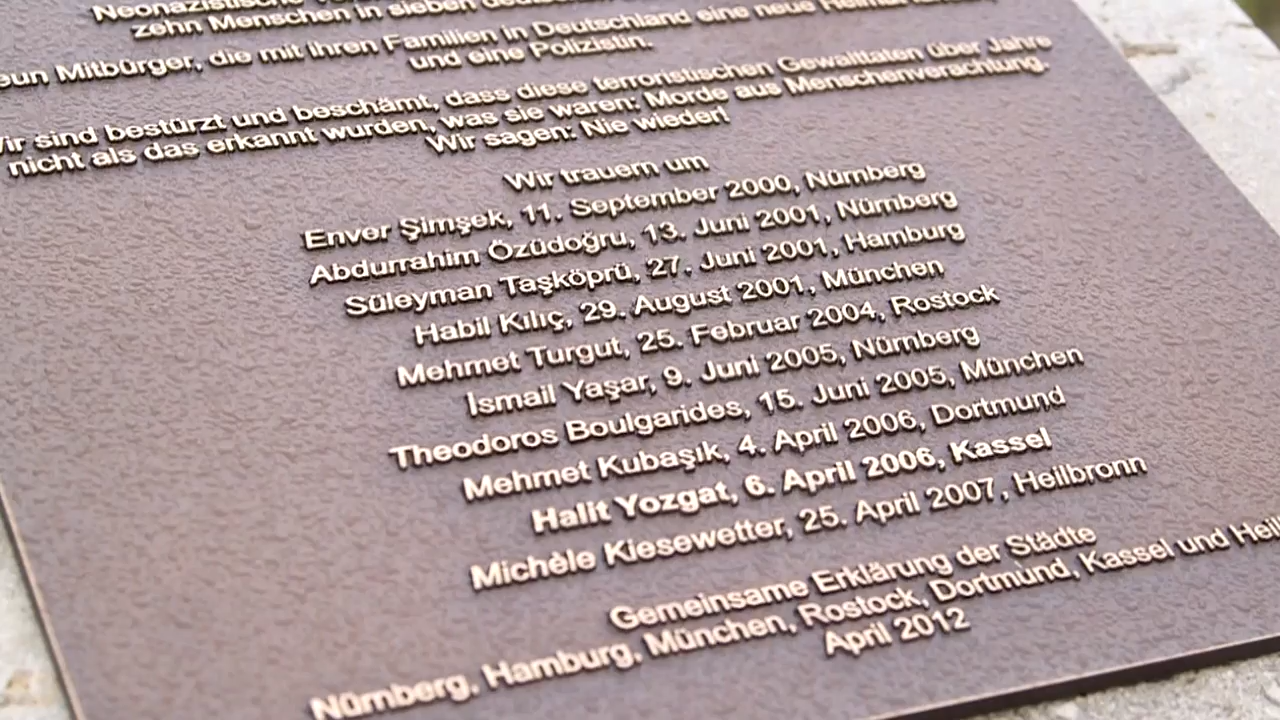 Neonazistische
zehn Menschen in sieben
Mitbürger, die mit ihren Familien in Deutschland eine neue
und eine Polizistin.
Wir sind bestürzt und beschämt, dass diese terroristischen Gewalttaten über Jahre
nicht als das erkannt wurden, was sie waren: Morde aus Menschenverachtung.
Wir sagen: Nie wieder!
Wir trauern um
Enver Şimşek, 11. September 2000, Nürnberg
Abdurrahim Özüdoğru, 13. Juni 2001, Nürnberg
Süleyman Taşköprü, 27. Juni 2001, Hamburg
Habil Kılıç, 29. August 2001, München
Mehmet Turgut, 25. Februar 2004, Rostock
İsmail Yaşar, 9. Juni 2005, Nürnberg
Theodoros Boulgarides, 15. Juni 2005, München
Mehmet Kubaşık, 4. April 2006, Dortmund
Halit Yozgat, 6. April 2006, Kassel
Michèle Kiesewetter, 25. April 2007, Heilbronn
Gemeinsame Erklärung der Städte
Nürnberg, Hamburg, München, Rostock, Dortmund, Kassel und Heil
April 2012